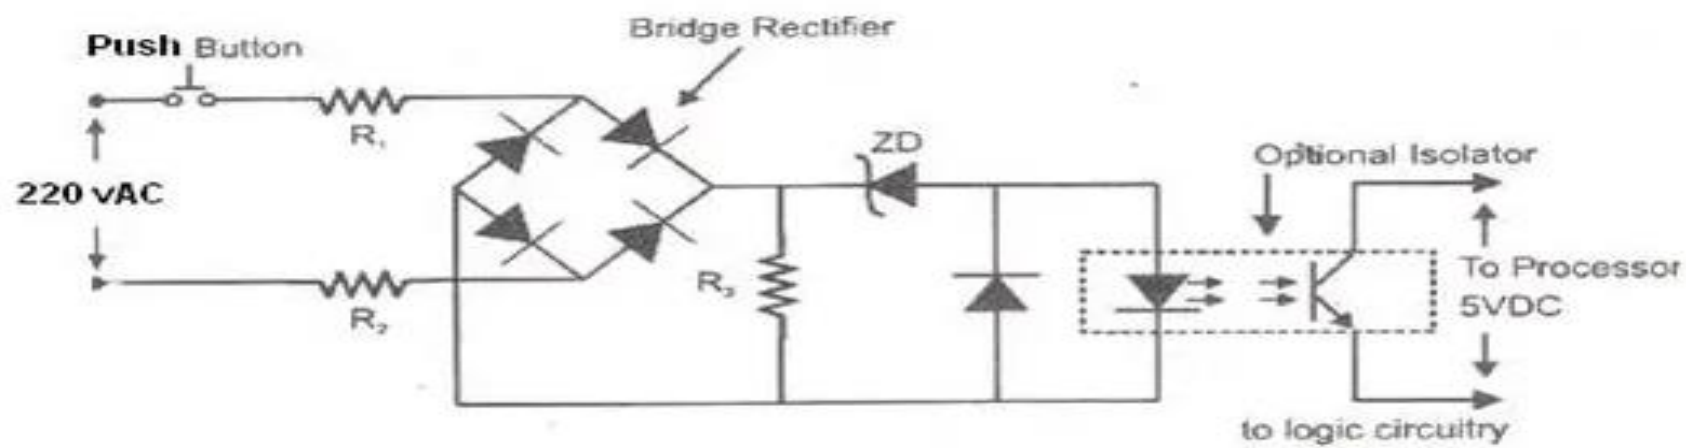 Bridge Rectifier
Push Button
R₁
ZD
Optional Isolator
220 vAC
To Processor
5VDC
R₃
R₂
to logic circuitry